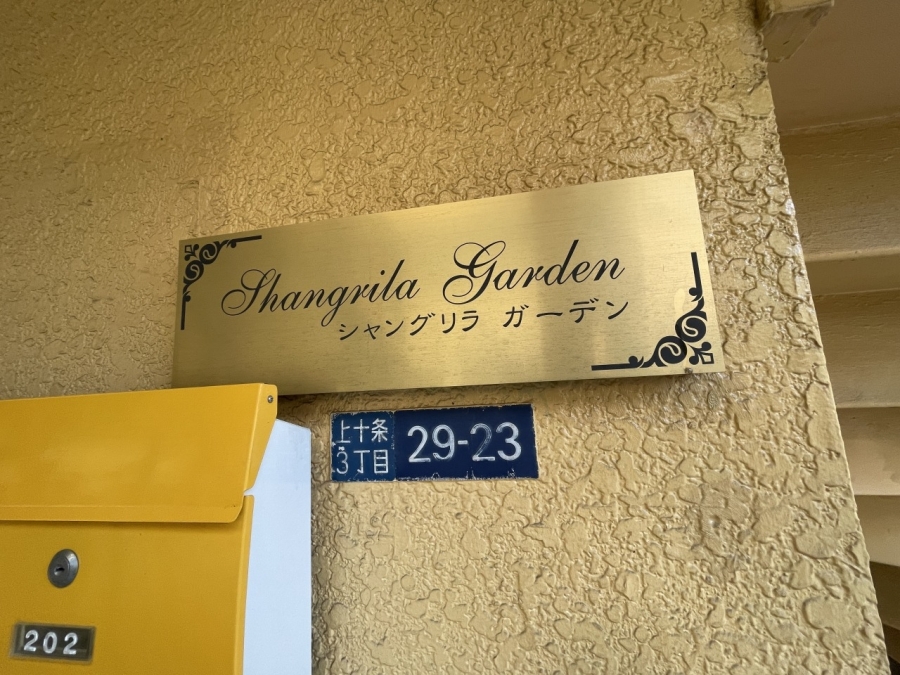 Shangrila Garden
シャングリラ ガーデン
上十条
3丁目
29-23
202